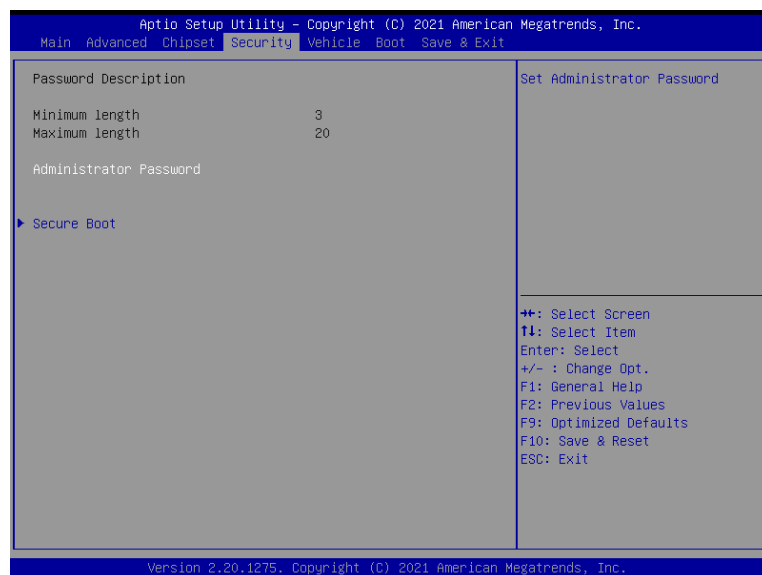 Aptio Setup Utility – Copyright (C) 2021 American Megatrends, Inc.
Main Advanced Chipset Security Vehicle Boot Save & Exit
Password Description
Minimum length 3
Maximum length 20
Administrator Password
Secure Boot
Set Administrator Password
→←: Select Screen
↑↓: Select Item
Enter: Select
+/- : Change Opt.
F1: General Help
F2: Previous Values
F9: Optimized Defaults
F10: Save & Reset
ESC: Exit
Version 2.20.1275. Copyright (C) 2021 American Megatrends, Inc.